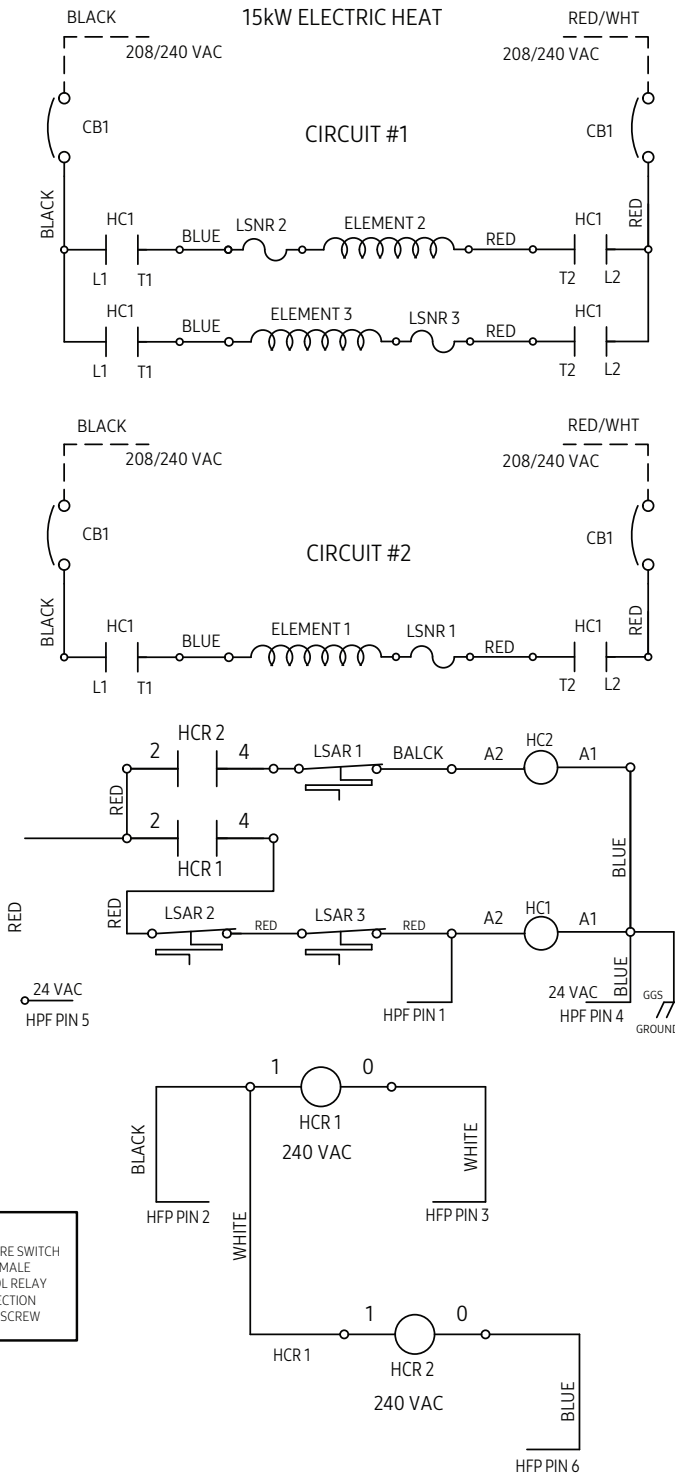 15kW ELECTRIC HEAT
BLACK
RED/WHT
208/240 VAC
208/240 VAC
CB1
CIRCUIT #1
CB1
BLACK
RED
HC1
BLUE
LSNR 2
ELEMENT 2
RED
HC1
L1
T1
T2
L2
HC1
BLUE
ELEMENT 3
LSNR 3
RED
HC1
L1
T1
T2
L2
BLACK
RED/WHT
208/240 VAC
208/240 VAC
CB1
CIRCUIT #2
CB1
BLACK
RED
HC1
BLUE
ELEMENT 1
LSNR 1
RED
HC1
L1
T1
T2
L2
HCR 2
2
4
LSAR 1
BALCK
A2
HC2
A1
RED
2
4
HCR 1
BLUE
RED
RED
LSAR 2
RED
LSAR 3
RED
A2
HC1
A1
24 VAC
HPF PIN 5
HPF PIN 1
24 VAC
HPF PIN 4
BLUE
GGS
GROUND
1
0
HCR 1
240 VAC
BLACK
WHITE
HFP PIN 2
HFP PIN 3
WHITE
RE SWITCH
MALE
OL RELAY
ECTION
SCREW
HCR 1
1
0
HCR 2
240 VAC
BLUE
HFP PIN 6